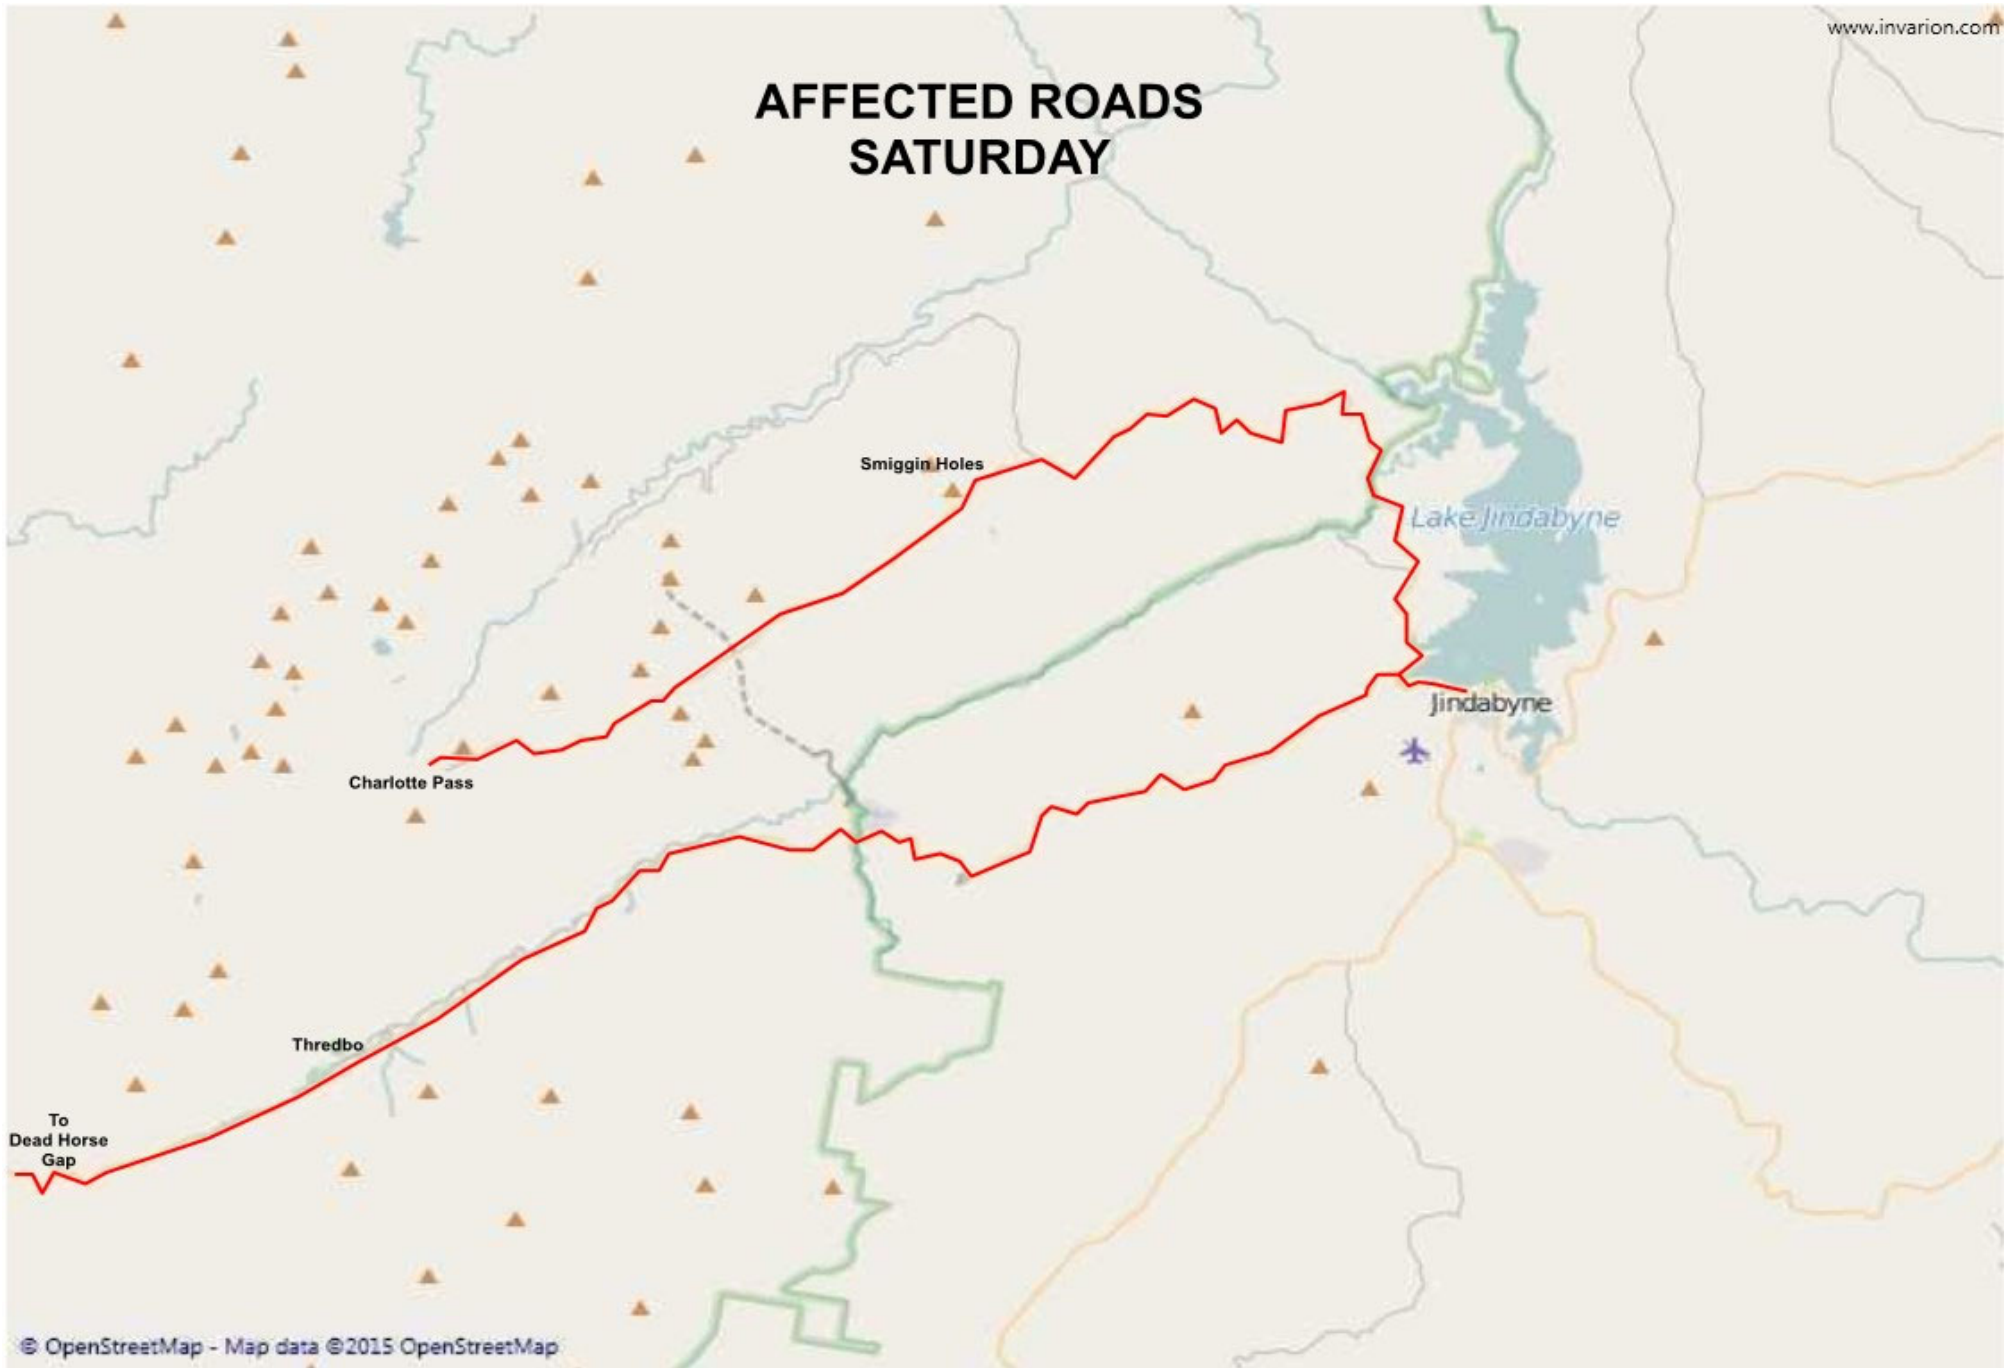 www.invarion.com
AFFECTED ROADS
SATURDAY
Smiggin Holes
Lake Jindabyne
Jindabyne
Charlotte Pass
Thredbo
To
Dead Horse
Gap
© OpenStreetMap - Map data ©2015 OpenStreetMap